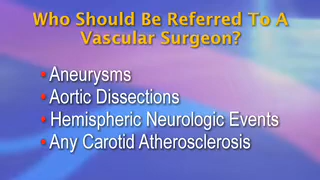 Who Should Be Referred To A
Vascular Surgeon?
• Aneurysms
• Aortic Dissections
• Hemispheric Neurologic Events
• Any Carotid Atherosclerosis